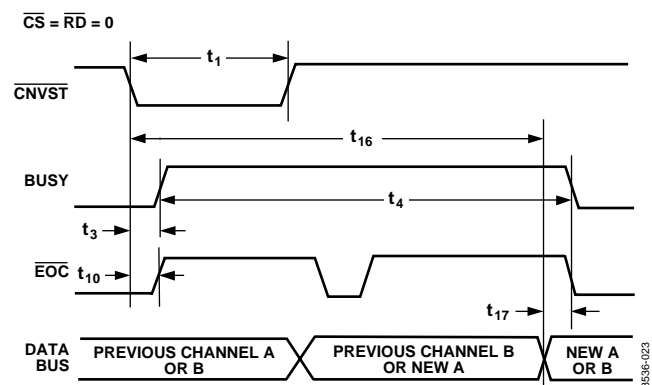 CS = RD = 0
t1
CNVST
t16
BUSY
t4
t3
EOC
t10
t17
DATA
BUS
PREVIOUS CHANNEL A
OR B
PREVIOUS CHANNEL B
OR NEW A
NEW A
OR B
3536-023